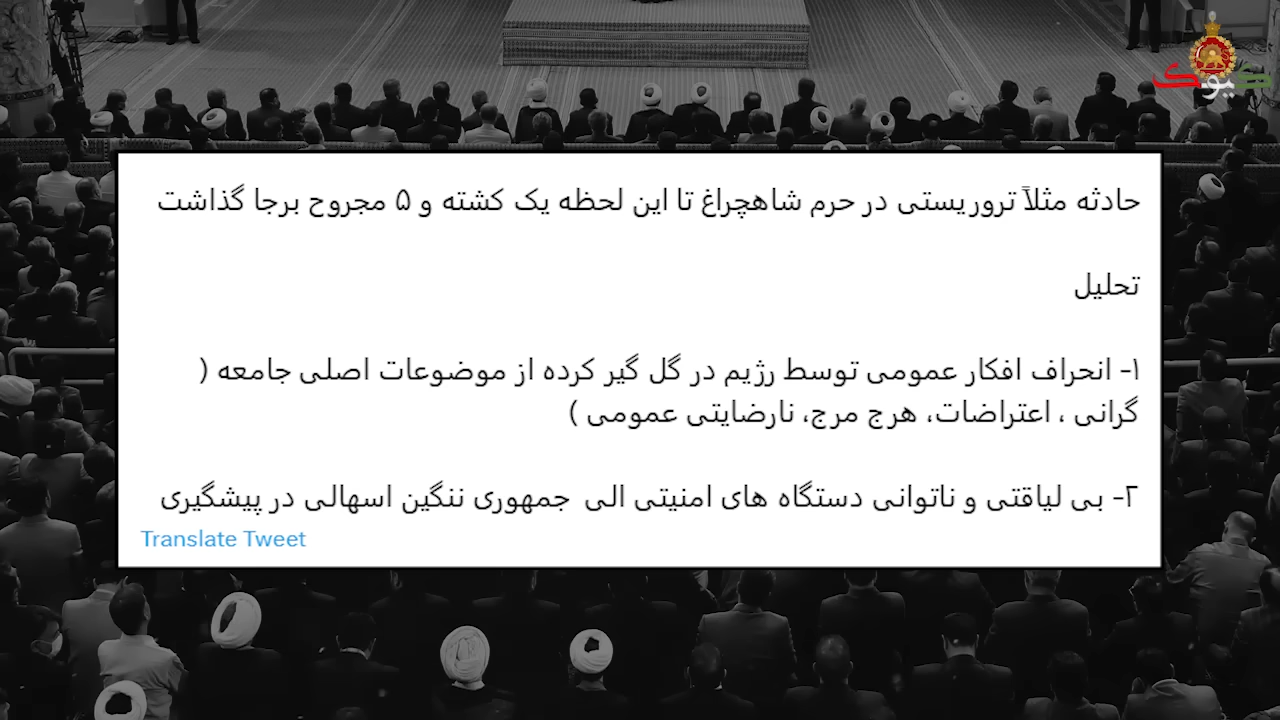 کیوک
حادثه مثلاً تروریستی در حرم شاهچراغ تا این لحظه یک کشته و ۵ مجروح برجا گذاشت
تحلیل
۱- انحراف افکار عمومی توسط رژیم در گل گیر کرده از موضوعات اصلی جامعه (
گرانی ، اعتراضات، هرج مرج، نارضایتی عمومی )
۲- بی لیاقتی و ناتوانی دستگاه های امنیتی الی جمهوری ننگین اسهالی در پیشگیری
Translate Tweet